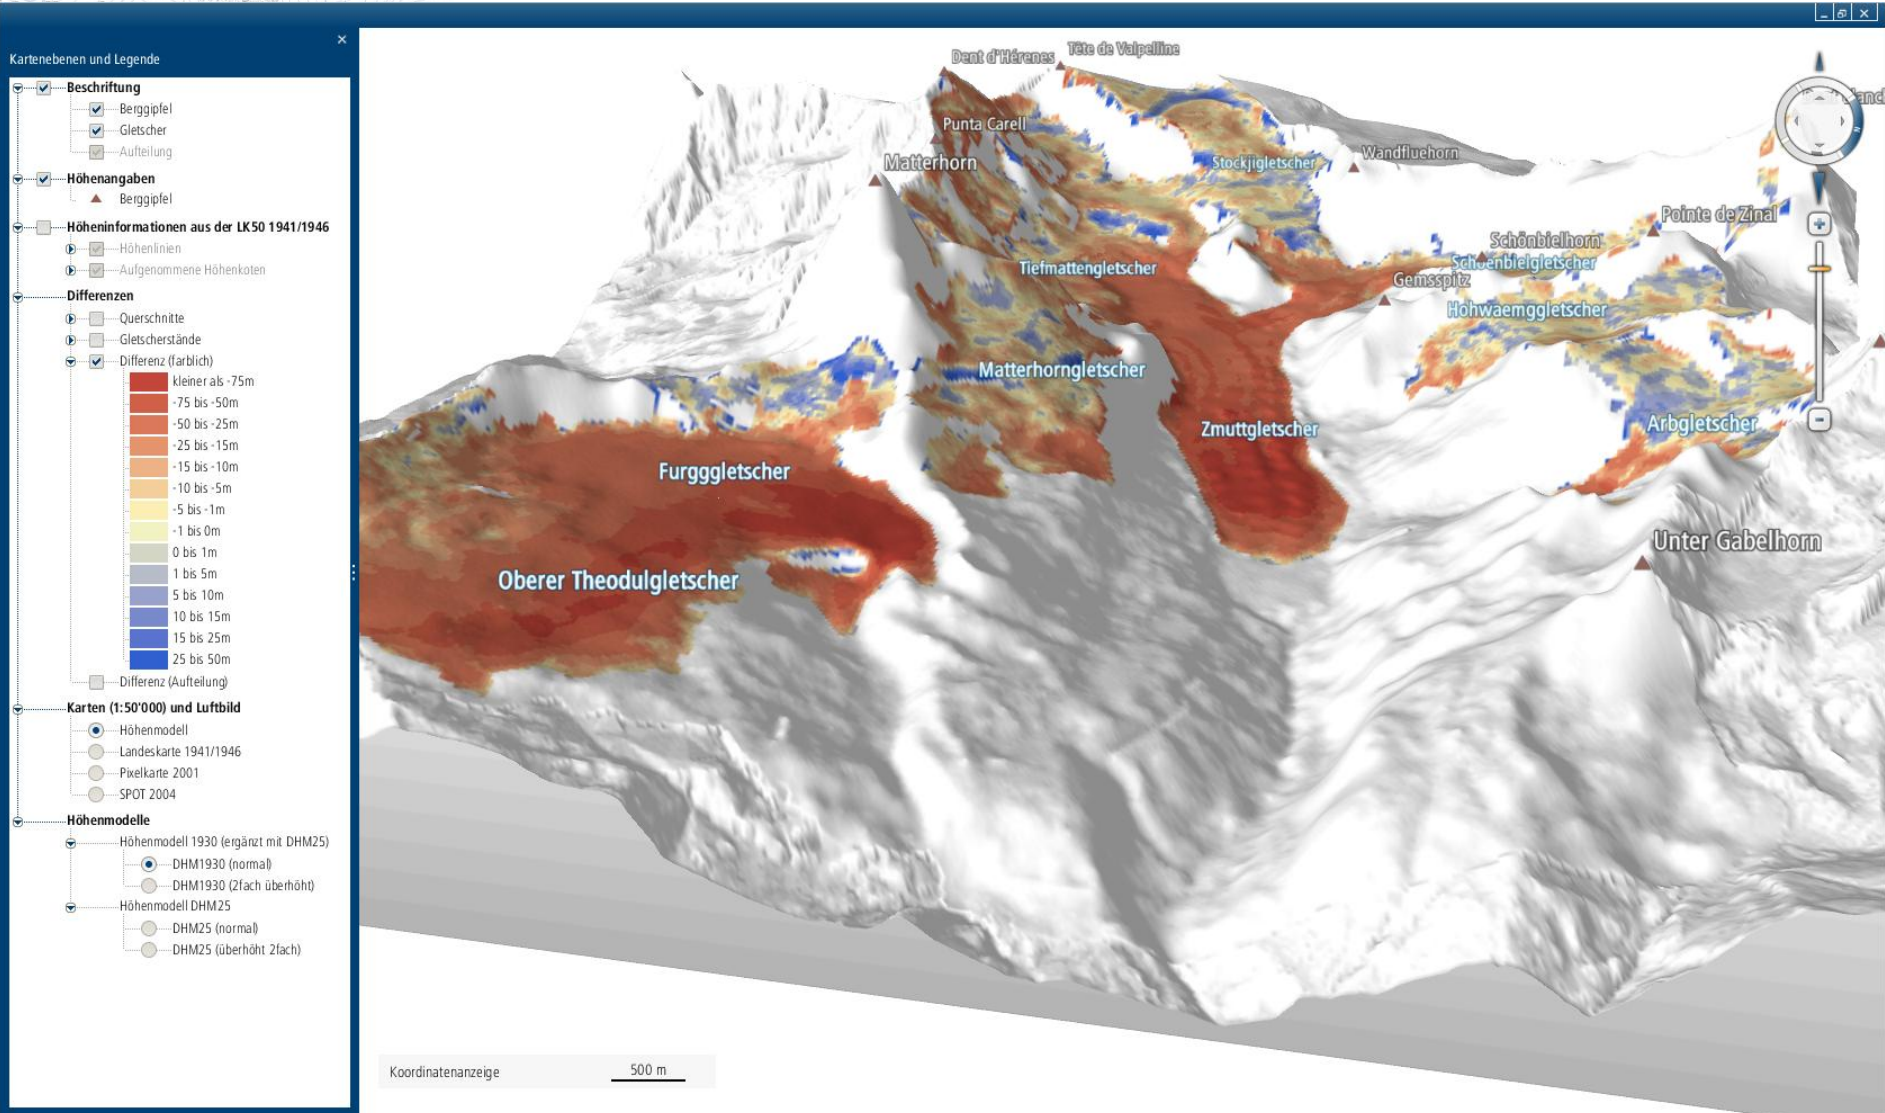 Kartenebenen und Legende
Beschriftung
Berggipfel
Gletscher
Aufteilung
Höhenangaben
Berggipfel
Höheninformationen aus der LK50 1941/1946
Höhenlinien
Aufgenommene Höhenkoten
Differenzen
Querschnitte
Gletscherstände
Differenz (farblich)
kleiner als -75m
-75 bis -50m
-50 bis -25m
-25 bis -15m
-15 bis -10m
-10 bis -5m
-5 bis -1m
-1 bis 0m
0 bis 1m
1 bis 5m
5 bis 10m
10 bis 15m
15 bis 25m
25 bis 50m
Differenz (Aufteilung)
Karten (1:50'000) und Luftbild
Höhenmodell
Landeskarte 1941/1946
Pixelkarte 2001
SPOT 2004
Höhenmodelle
Höhenmodell 1930 (ergänzt mit DHM25)
DHM1930 (normal)
DHM1930 (2fach überhöht)
Höhenmodell DHM25
DHM25 (normal)
DHM25 (überhöht 2fach)
Dent d'Hérenes
Tête de Valpelline
Punta Carell
Matterhorn
Stockjigletscher
Wandfluehorn
Pointe de Zinal
Schönbielhorn
Schoenbielgletscher
Tiefmattengletscher
Gemsspitz
Hohwaemggletscher
Matterhorngletscher
Arbgletscher
Zmuttgletscher
Furgggletscher
Unter Gabelhorn
Oberer Theodulgletscher
N
Koordinatenanzeige
500 m